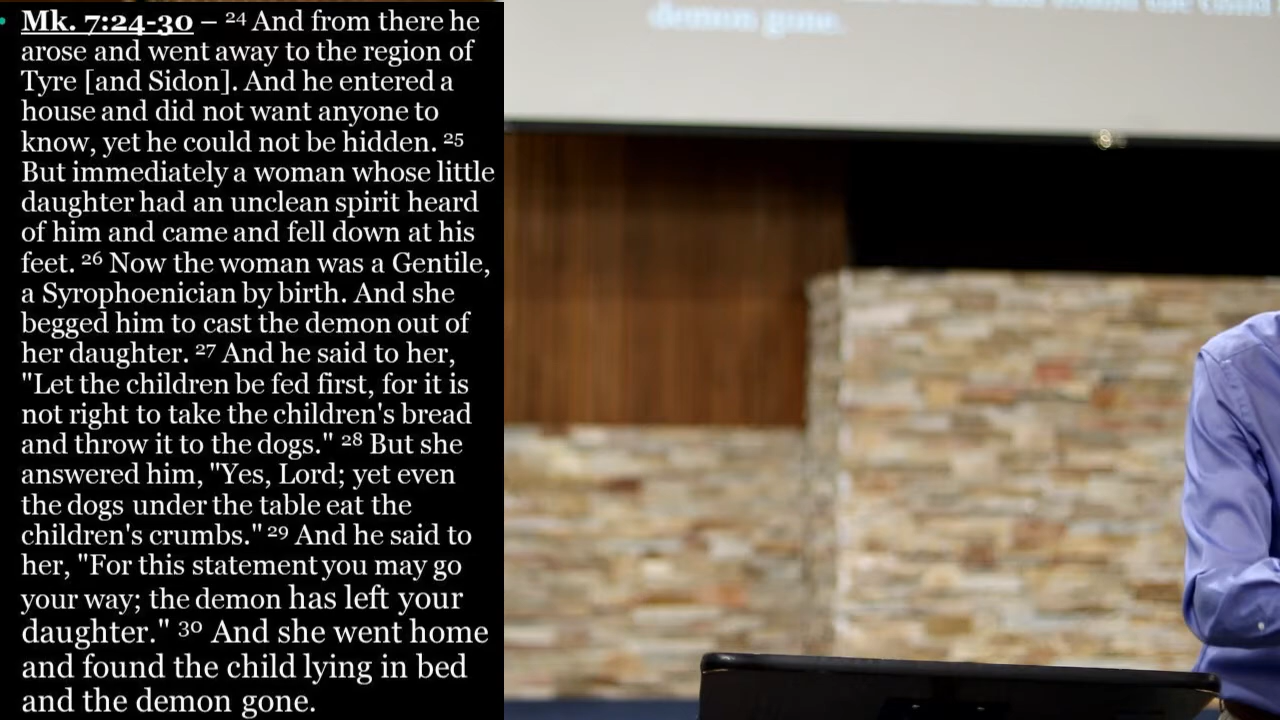 Mk. 7:24-30 – 24 And from there he
arose and went away to the region of
Tyre [and Sidon]. And he entered a
house and did not want anyone to
know, yet he could not be hidden. 25
But immediately a woman whose little
daughter had an unclean spirit heard
of him and came and fell down at his
feet. 26 Now the woman was a Gentile,
a Syrophoenician by birth. And she
begged him to cast the demon out of
her daughter. 27 And he said to her,
"Let the children be fed first, for it is
not right to take the children's bread
and throw it to the dogs." 28 But she
answered him, "Yes, Lord; yet even
the dogs under the table eat the
children's crumbs." 29 And he said to
her, "For this statement you may go
your way; the demon has left your
daughter." 30 And she went home
and found the child lying in bed
and the demon gone.
demon gone.